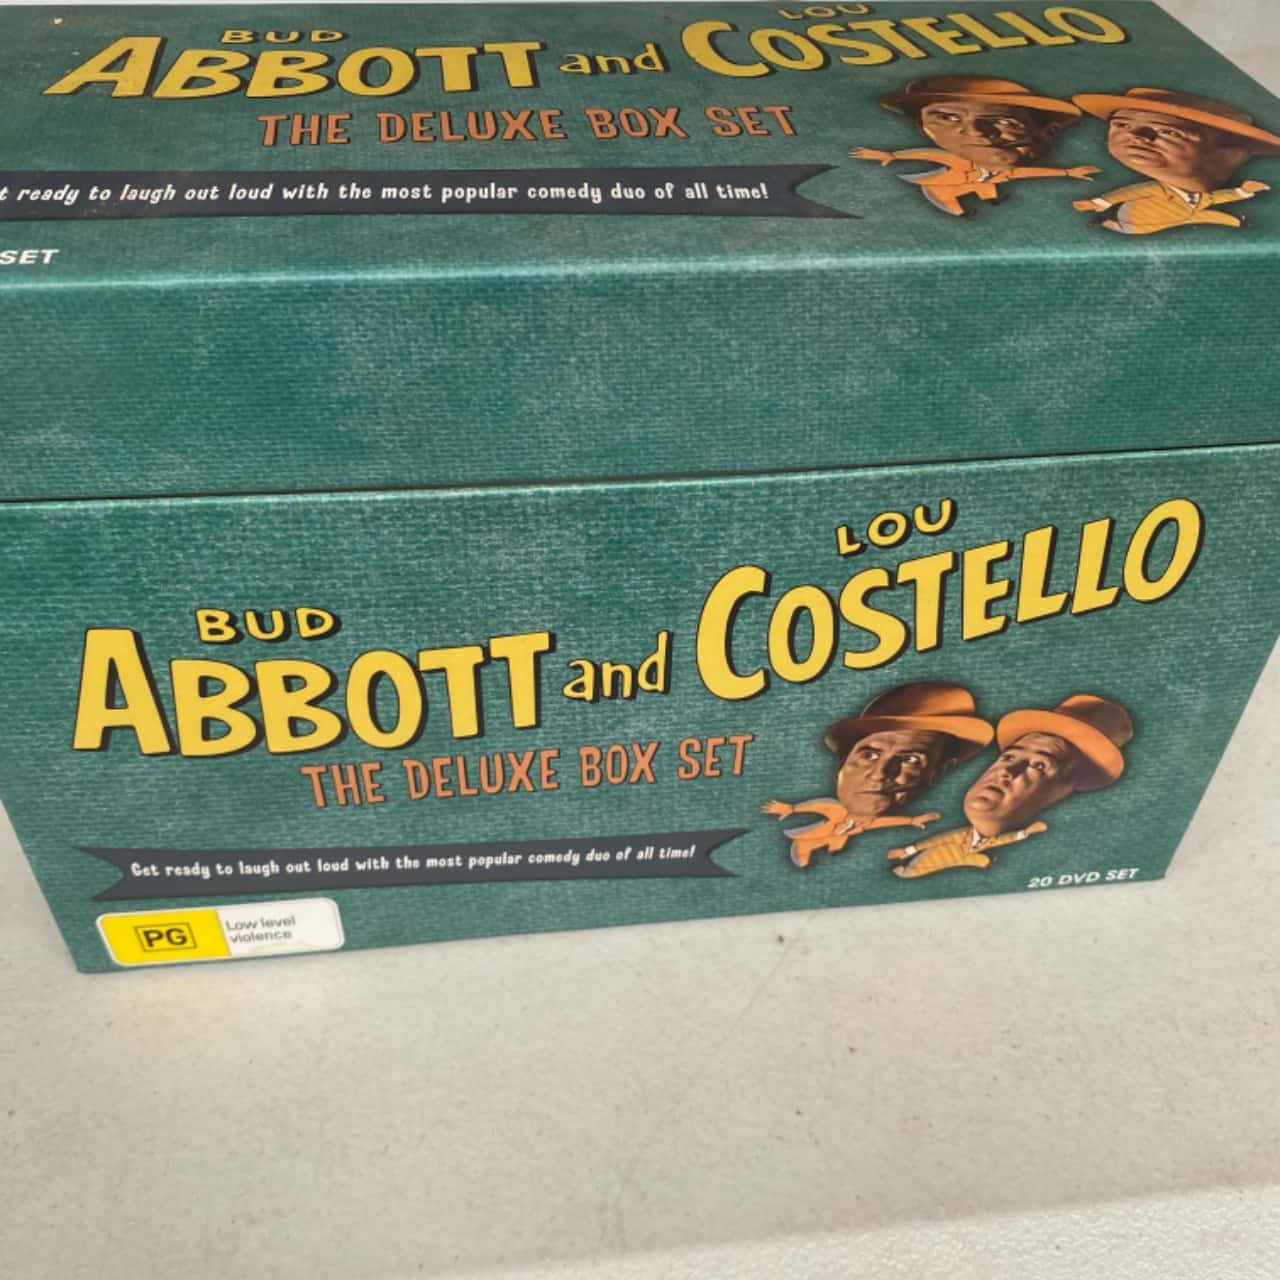 BUD LOU
ABBOTT and COSTELLO
THE DELUXE BOX SET
ready to laugh out loud with the most popular comedy duo of all time!
SET
LOU
BUD
ABBOTT and COSTELLO
THE DELUXE BOX SET
Get ready to laugh out loud with the most popular comedy duo of all time!
20 DVD SET
PG Low level
violence